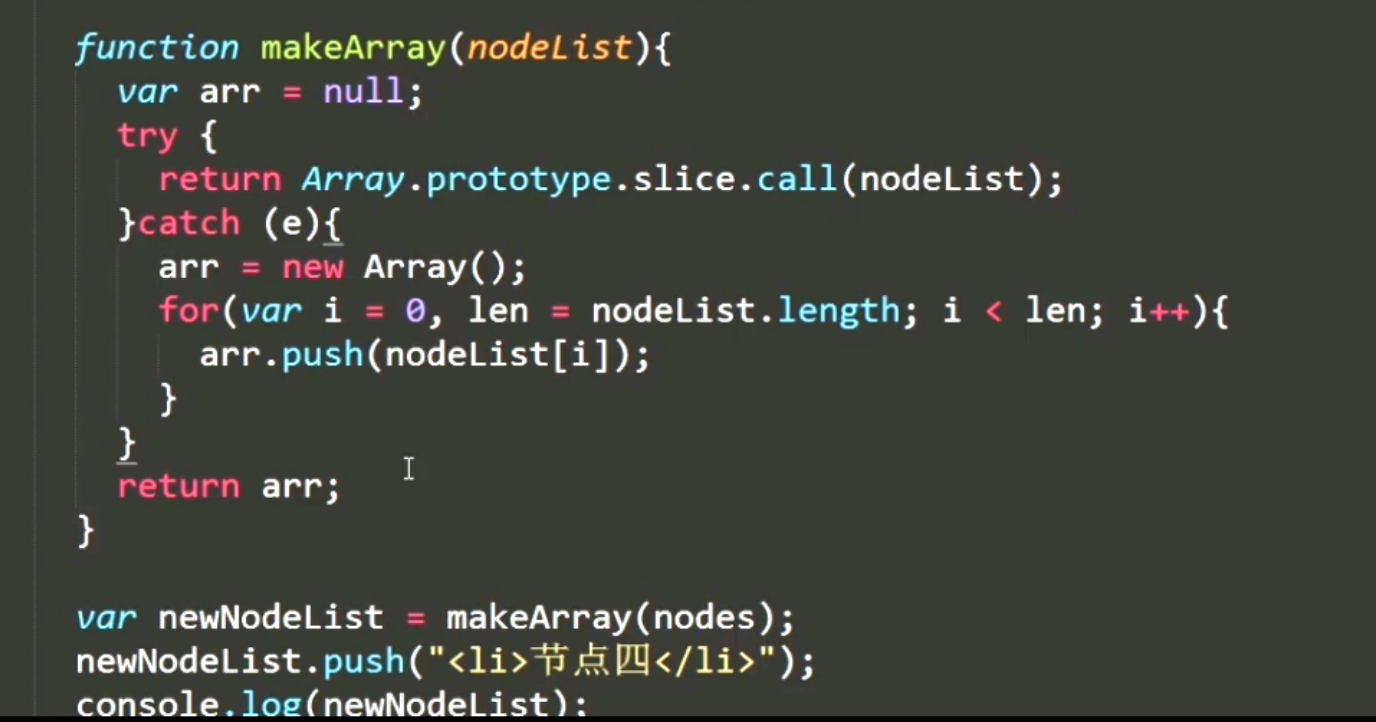 function makeArray(nodeList){
var arr = null;
try {
return Array.prototype.slice.call(nodeList);
}catch (e){
arr = new Array();
for(var i = 0, len = nodeList.length; i < len; i++){
arr.push(nodeList[i]);
}
}
return arr;
}
var newNodeList = makeArray(nodes);
newNodeList.push("<li>节点四</li>");
console.log(newNodeList);